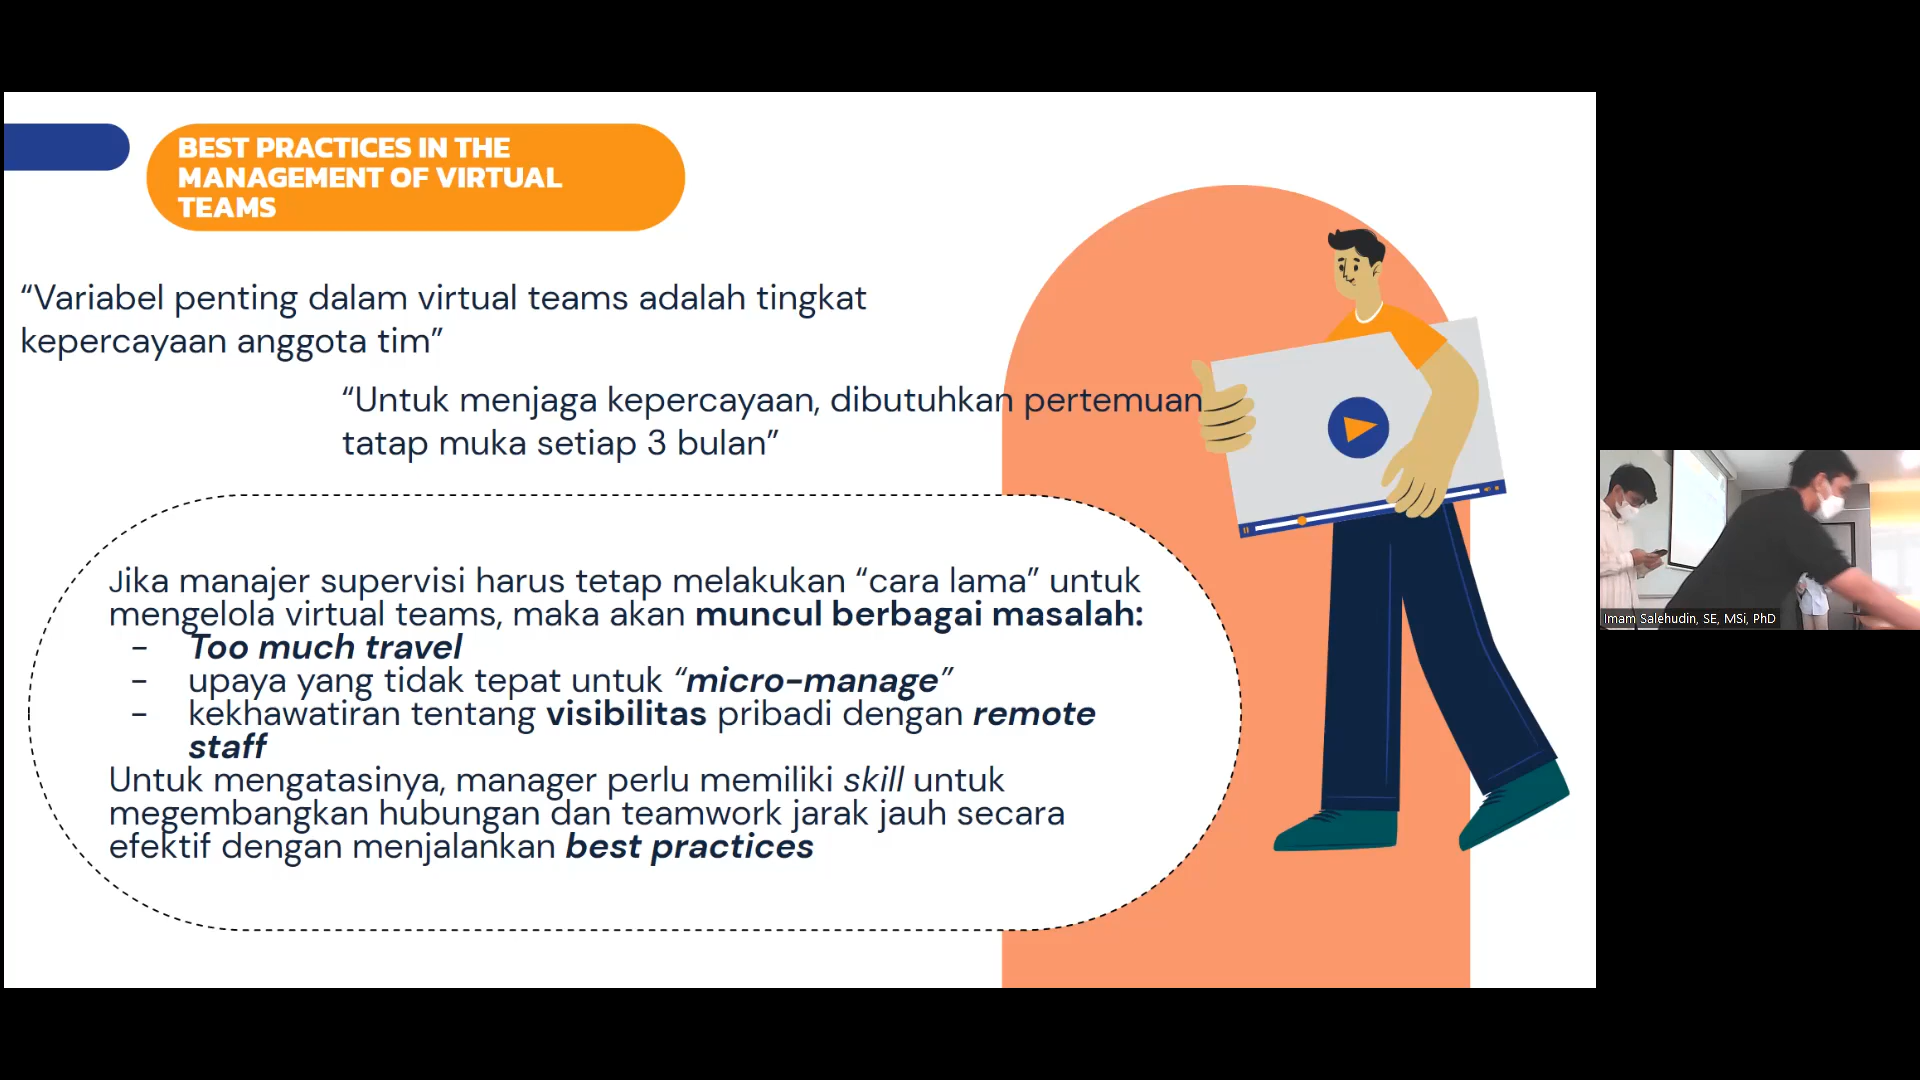 BEST PRACTICES IN THE
MANAGEMENT OF VIRTUAL
TEAMS
“Variabel penting dalam virtual teams adalah tingkat
kepercayaan anggota tim”
“Untuk menjaga kepercayaan, dibutuhkan pertemuan
tatap muka setiap 3 bulan”
Jika manajer supervisi harus tetap melakukan “cara lama” untuk
mengelola virtual teams, maka akan muncul berbagai masalah:
- Too much travel
- upaya yang tidak tepat untuk “micro-manage”
- kekhawatiran tentang visibilitas pribadi dengan remote
staff
Untuk mengatasinya, manager perlu memiliki skill untuk
megembangkan hubungan dan teamwork jarak jauh secara
efektif dengan menjalankan best practices
Imam Salehudin, SE, MSi, PhD